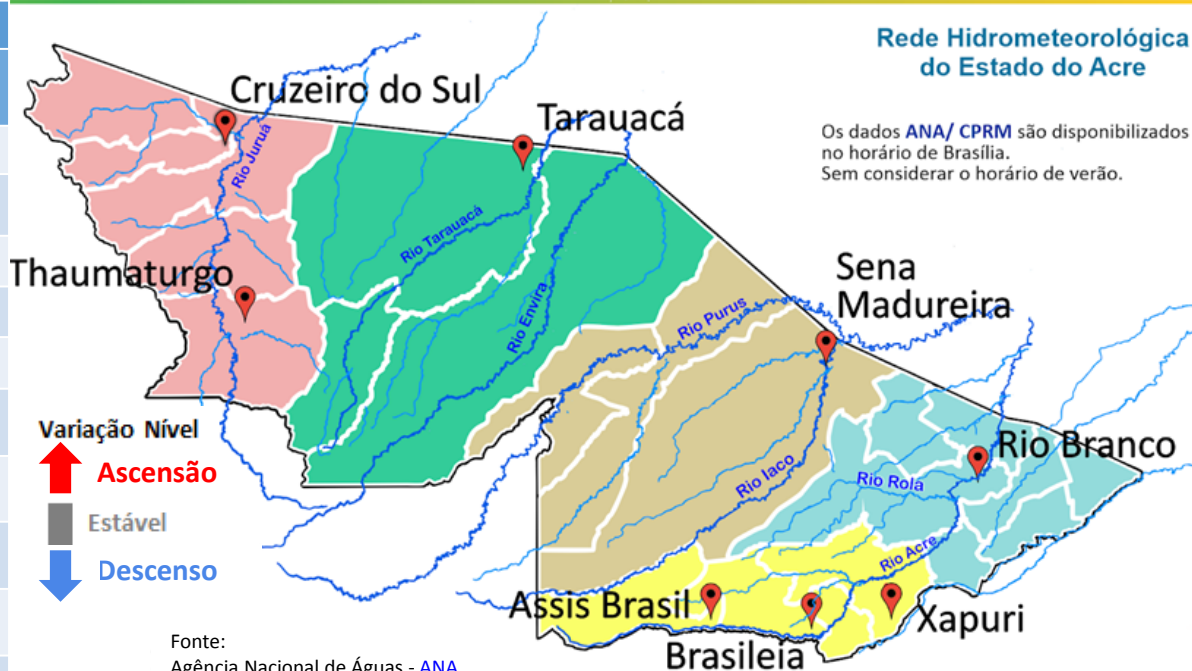 Rede Hidrometeorológica
do Estado do Acre
Os dados ANA/ CPRM são disponibilizados
no horário de Brasília.
Sem considerar o horário de verão.
Cruzeiro do Sul
Tarauacá
Rio Juruá
Rio Tarauacá
Thaumaturgo
Rio Envira
Sena
Madureira
Rio Purus
Variação Nível
Ascensão
Estável
Descenso
Rio Branco
Rio Iaco
Rio Rola
Rio Acre
Assis Brasil
Xapuri
Brasileia
Fonte:
Agência Nacional de Águas - ANA